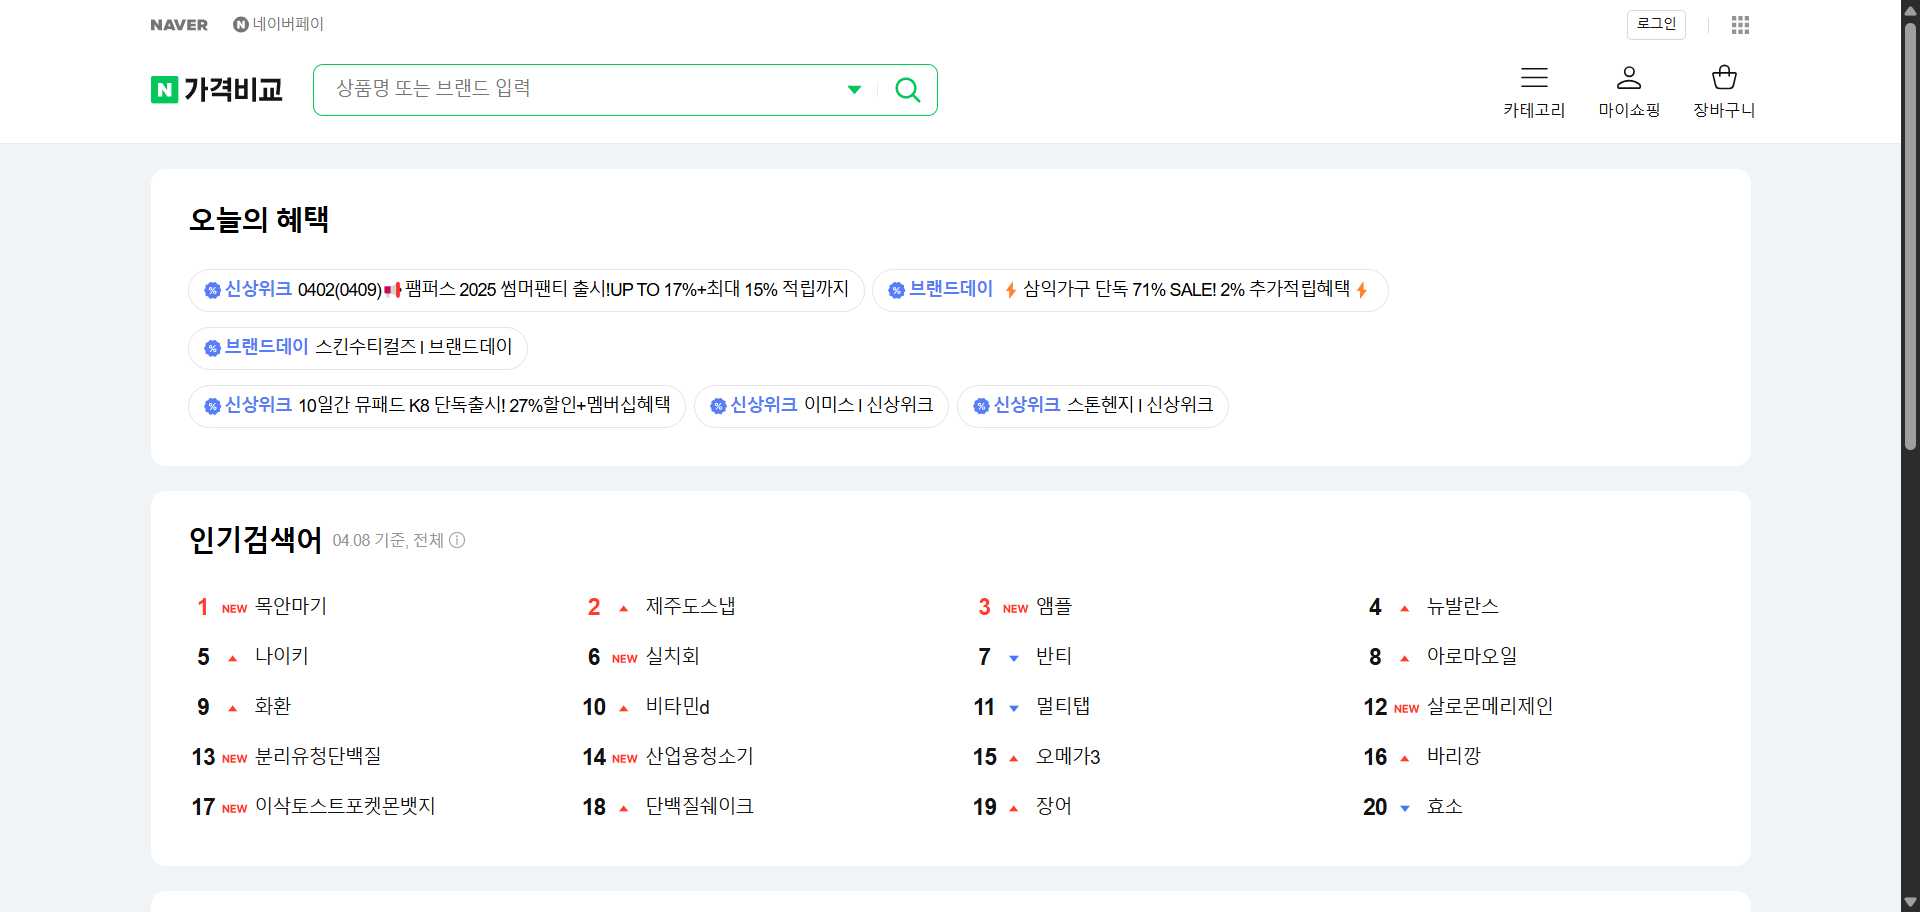 NAVER 네이버페이 로그인
N 가격비교 상품명 또는 브랜드 입력
카테고리 마이쇼핑 장바구니
오늘의 혜택
신상위크 0402(0409)📢팸퍼스 2025 썸머팬티 출시!UP TO 17%+최대 15% 적립까지
브랜드데이 ⚡삼익가구 단독 71% SALE! 2% 추가적립혜택⚡
브랜드데이 스킨수티컬즈 l 브랜드데이
신상위크 10일간 뮤패드 K8 단독출시! 27%할인+멤버십혜택
신상위크 이미스 l 신상위크
신상위크 스톤헨지 l 신상위크
인기검색어 04.08 기준, 전체
1 NEW 목안마기
2 제주도스냅
3 NEW 앰플
4 뉴발란스
5 나이키
6 NEW 실치회
7 반티
8 아로마오일
9 화환
10 비타민d
11 멀티탭
12 NEW 살로몬메리제인
13 NEW 분리유청단백질
14 NEW 산업용청소기
15 오메가3
16 바리깡
17 NEW 이삭토스트포켓몬뱃지
18 단백질쉐이크
19 장어
20 효소